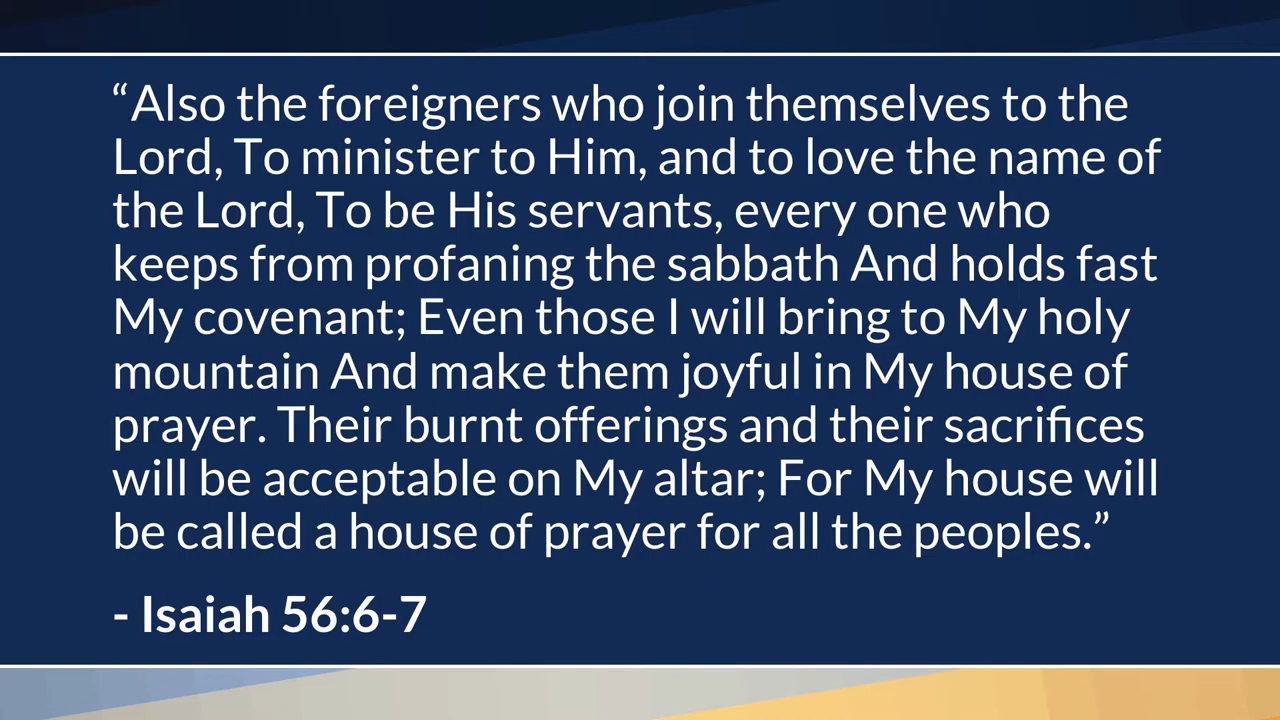 “Also the foreigners who join themselves to the
Lord, To minister to Him, and to love the name of
the Lord, To be His servants, every one who
keeps from profaning the sabbath And holds fast
My covenant; Even those I will bring to My holy
mountain And make them joyful in My house of
prayer. Their burnt offerings and their sacrifices
will be acceptable on My altar; For My house will
be called a house of prayer for all the peoples.”
- Isaiah 56:6-7